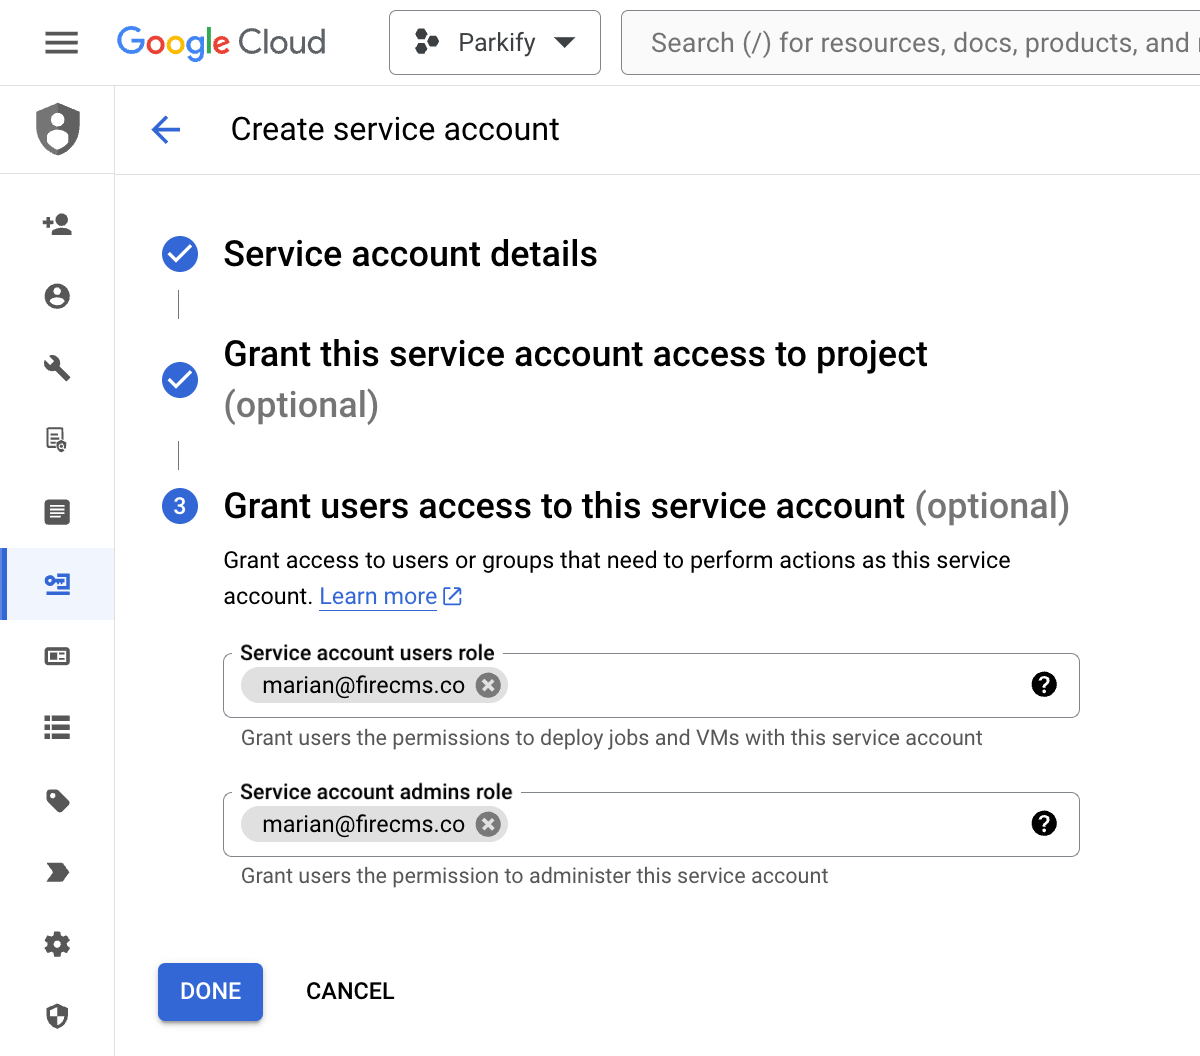 Google Cloud
Parkify
Search (/) for resources, docs, products, and
Create service account
Service account details
Grant this service account access to project
(optional)
3
Grant users access to this service account (optional)
Grant access to users or groups that need to perform actions as this service
account. Learn more
Service account users role
marian@firecms.co
Grant users the permissions to deploy jobs and VMs with this service account
Service account admins role
marian@firecms.co
Grant users the permission to administer this service account
DONE
CANCEL